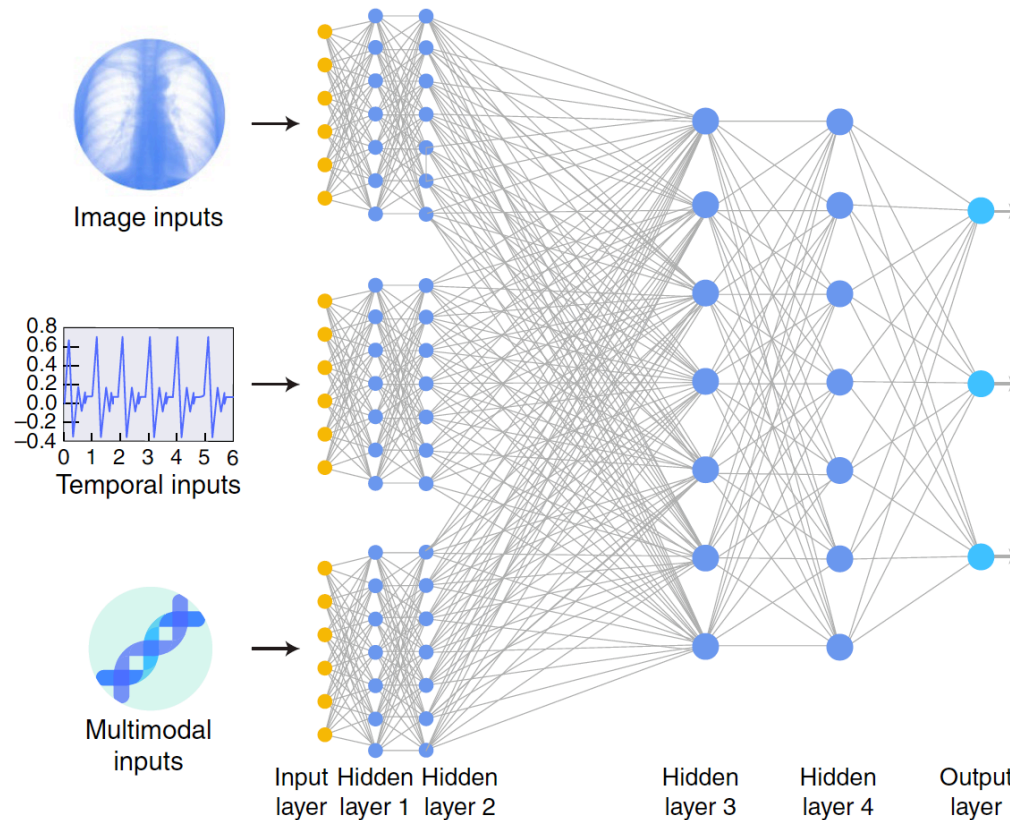 Image inputs
0.8
0.6
0.4
0.2
0.0
–0.2
–0.4
0 1 2 3 4 5 6
Temporal inputs
Multimodal
inputs
Input Hidden Hidden Hidden Hidden Output
layer layer 1 layer 2 layer 3 layer 4 layer